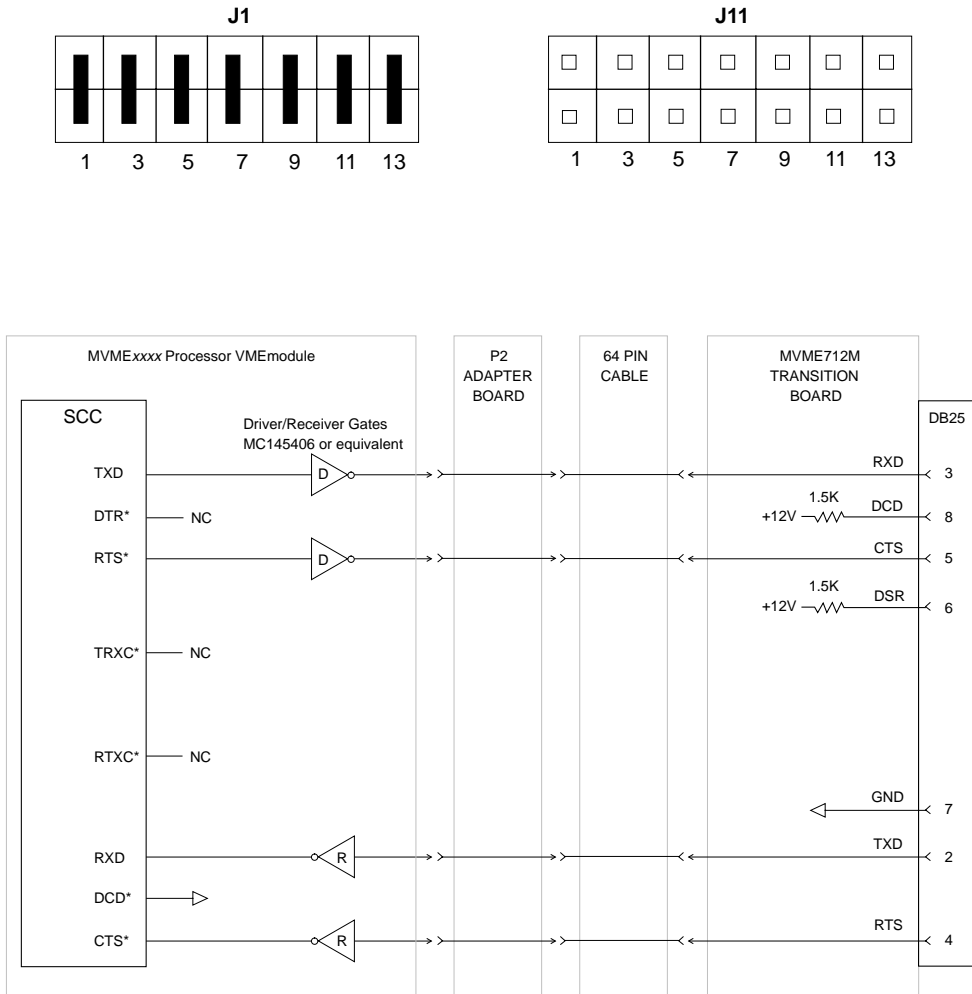 J1
J11
1 3 5 7 9 11 13
1 3 5 7 9 11 13
MVMExxxx Processor VMEmodule
P2
ADAPTER
BOARD
64 PIN
CABLE
MVME712M
TRANSITION
BOARD
SCC
Driver/Receiver Gates
MC145406 or equivalent
DB25
TXD
D
RXD
3
DTR*
NC
+12V
1.5K
DCD
8
RTS*
D
CTS
5
+12V
1.5K
DSR
6
TRXC*
NC
RTXC*
NC
GND
7
RXD
R
TXD
2
DCD*
CTS*
R
RTS
4